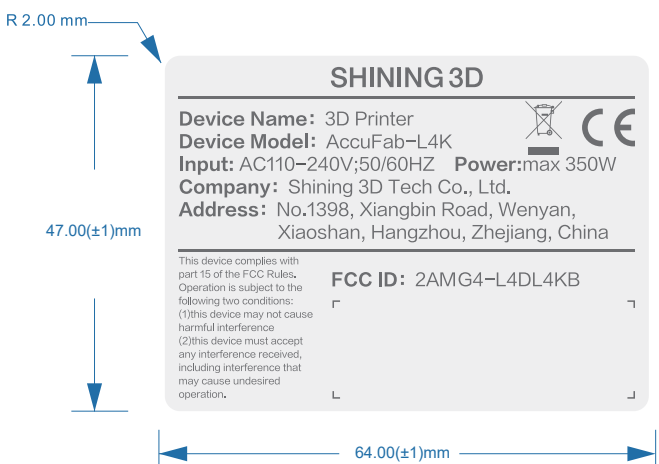 R 2.00 mm
SHINING 3D
Device Name: 3D Printer
Device Model: AccuFab-L4K
Input: AC110-240V;50/60HZ Power:max 350W
Company: Shining 3D Tech Co., Ltd.
Address: No.1398, Xiangbin Road, Wenyan,
Xiaoshan, Hangzhou, Zhejiang, China
47.00(±1)mm
This device complies with
part 15 of the FCC Rules.
Operation is subject to the
following two conditions:
(1)this device may not cause
harmful interference
(2)this device must accept
any interference received,
including interference that
may cause undesired
operation.
FCC ID: 2AMG4-L4DL4KB
64.00(±1)mm